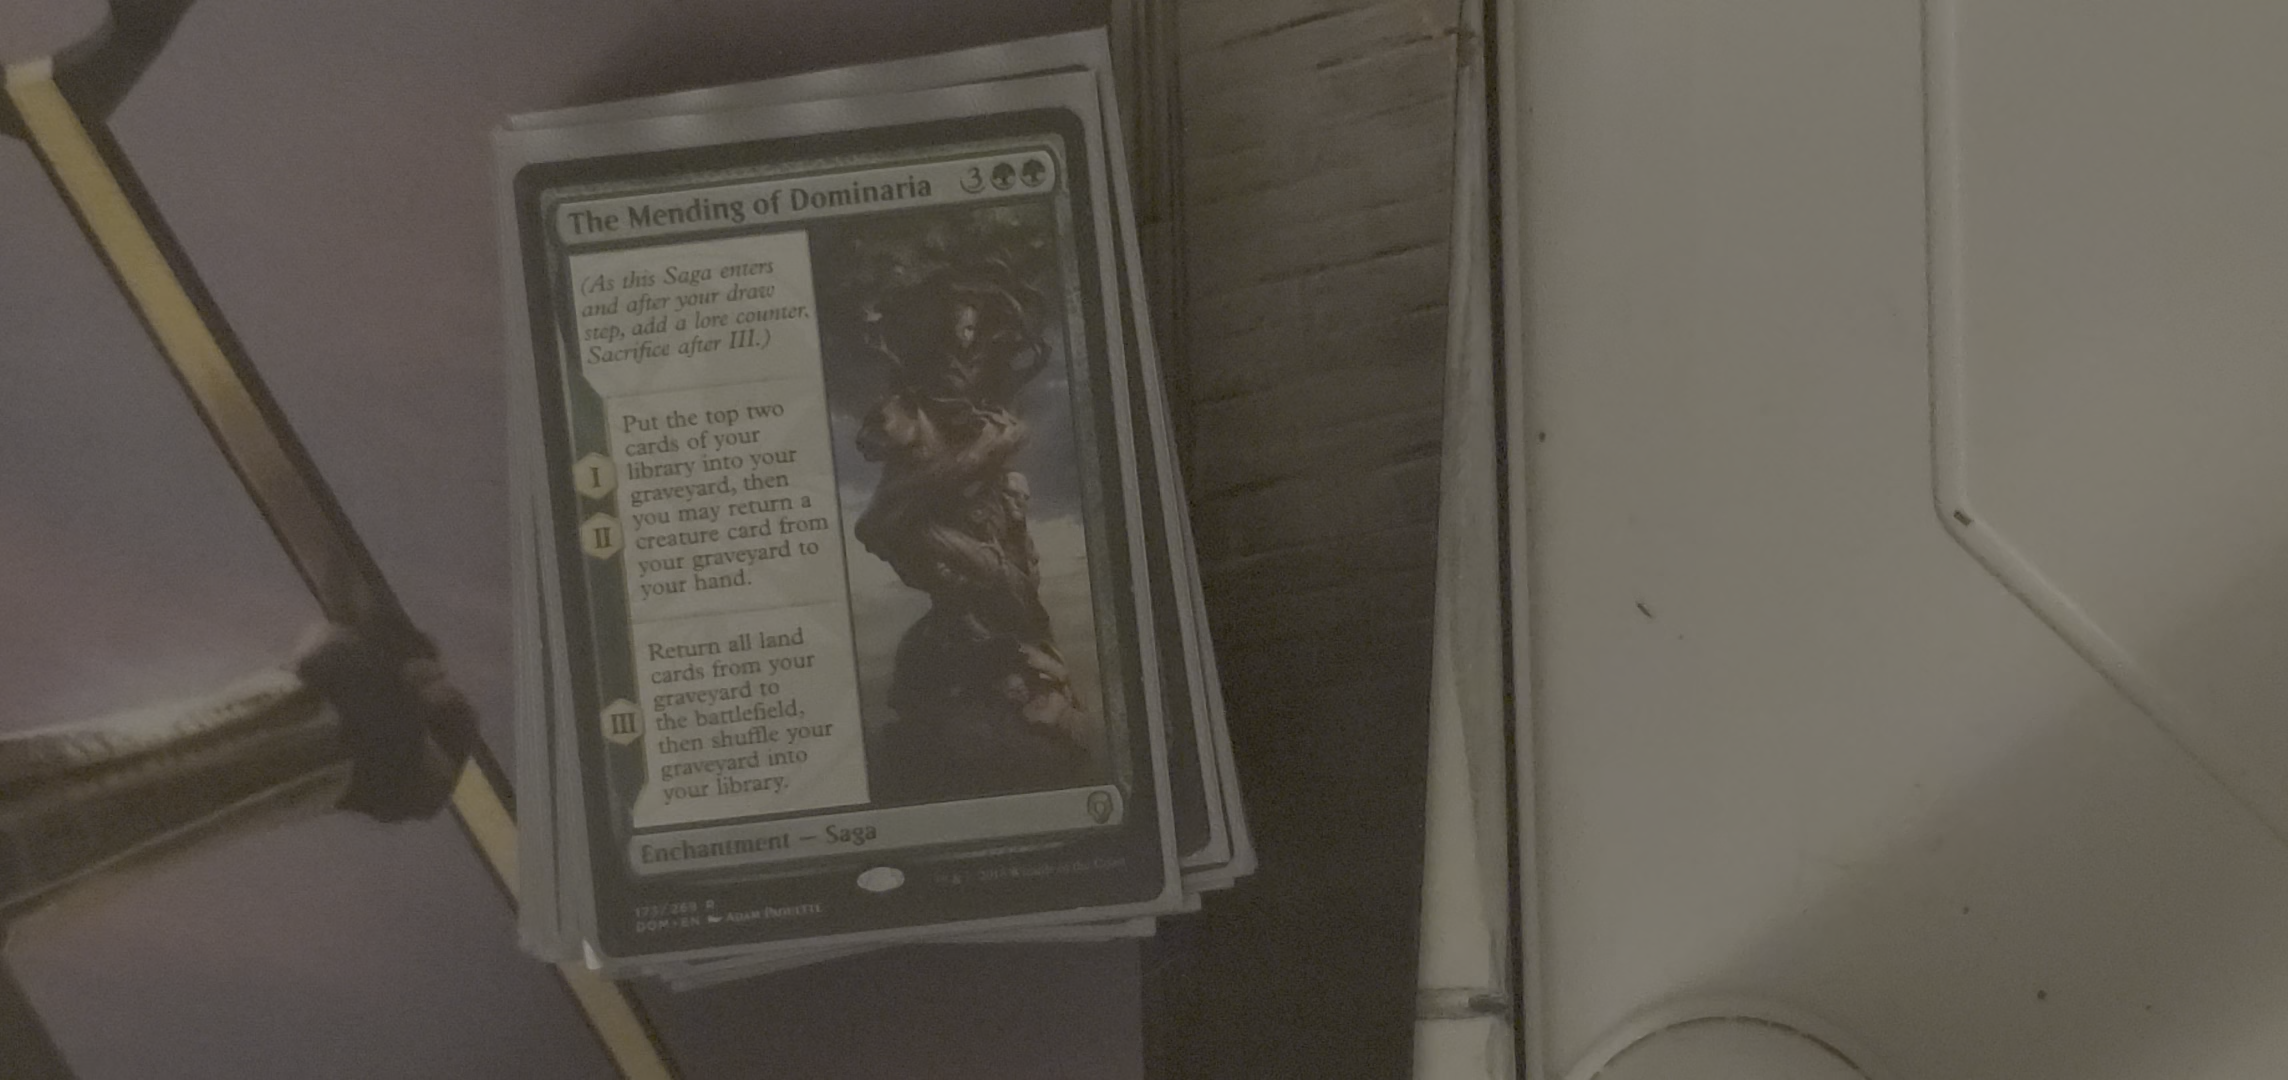 The Mending of Dominaria 3
(As this Saga enters
and after your draw
step, add a lore counter.
Sacrifice after III.)
I
II
Put the top two
cards of your
library into your
graveyard, then
you may return a
creature card from
your graveyard to
your hand.
III
Return all land
cards from your
graveyard to
the battlefield,
then shuffle your
graveyard into
your library.
Enchantment — Saga
173/269 R
DOM • EN ADAM PAQUETTE